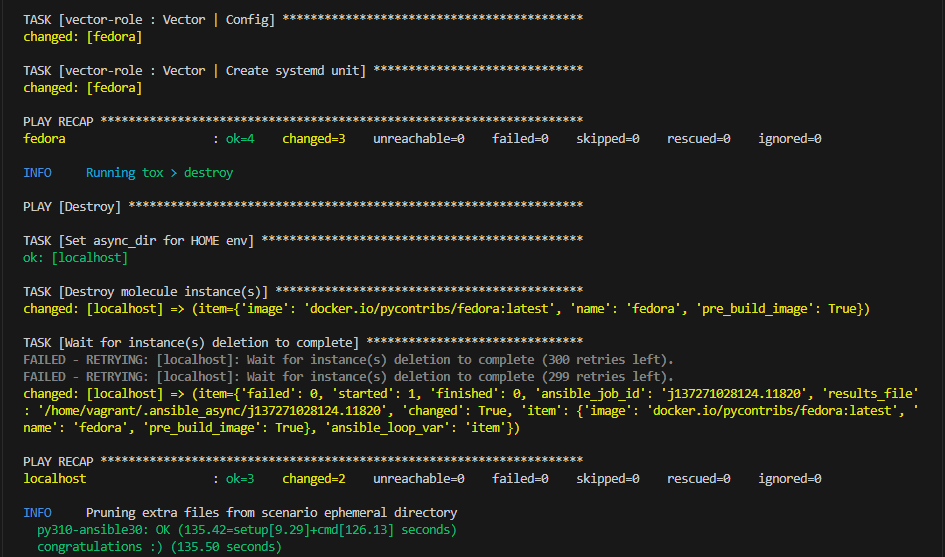 TASK [vector-role : Vector | Config] *******************************************
changed: [fedora]
TASK [vector-role : Vector | Create systemd unit] ******************************
changed: [fedora]
PLAY RECAP *********************************************************************
fedora                     : ok=4    changed=3    unreachable=0    failed=0    skipped=0    rescued=0    ignored=0
INFO     Running tox > destroy
PLAY [Destroy] *****************************************************************
TASK [Set async_dir for HOME env] **********************************************
ok: [localhost]
TASK [Destroy molecule instance(s)] ********************************************
changed: [localhost] => (item={'image': 'docker.io/pycontribs/fedora:latest', 'name': 'fedora', 'pre_build_image': True})
TASK [Wait for instance(s) deletion to complete] *******************************
FAILED - RETRYING: [localhost]: Wait for instance(s) deletion to complete (300 retries left).
FAILED - RETRYING: [localhost]: Wait for instance(s) deletion to complete (299 retries left).
changed: [localhost] => (item={'failed': 0, 'started': 1, 'finished': 0, 'ansible_job_id': 'j137271028124.11820', 'results_file'
: '/home/vagrant/.ansible_async/j137271028124.11820', 'changed': True, 'item': {'image': 'docker.io/pycontribs/fedora:latest', '
name': 'fedora', 'pre_build_image': True}, 'ansible_loop_var': 'item'})
PLAY RECAP *********************************************************************
localhost                  : ok=3    changed=2    unreachable=0    failed=0    skipped=0    rescued=0    ignored=0
INFO     Pruning extra files from scenario ephemeral directory
  py310-ansible30: OK (135.42=setup[9.29]+cmd[126.13] seconds)
  congratulations :) (135.50 seconds)